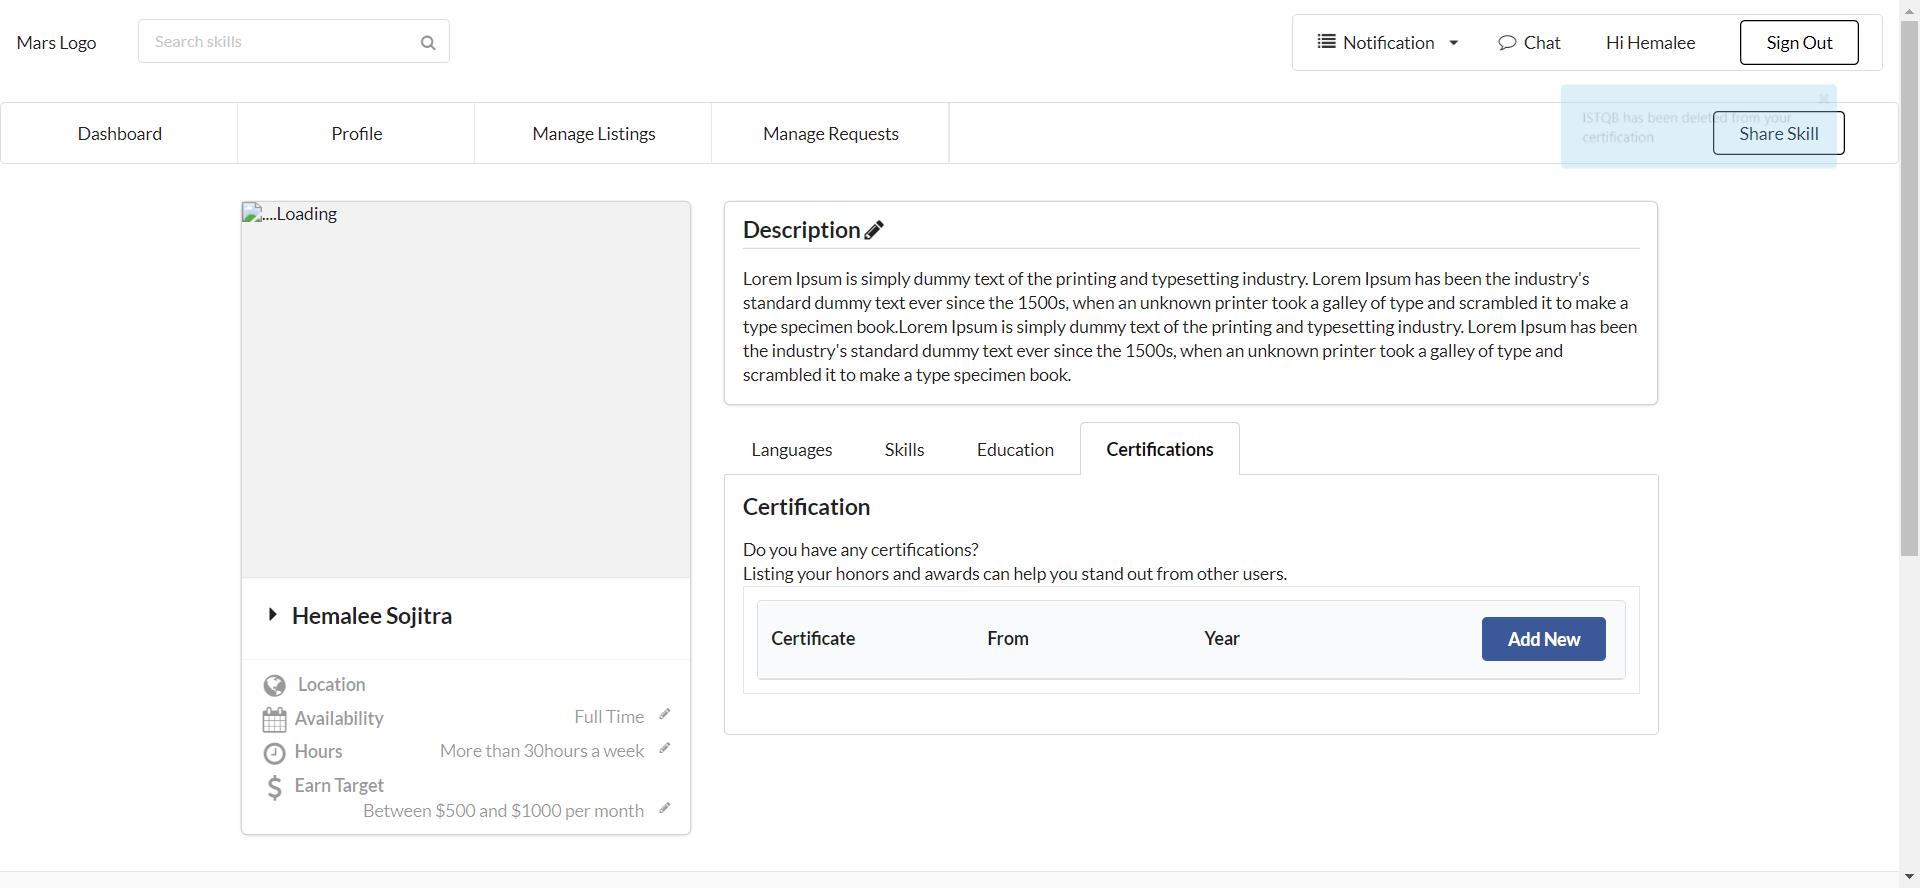 Mars Logo
Search skills
Notification
Chat
Hi Hemalee
Sign Out
Dashboard
Profile
Manage Listings
Manage Requests
ISTQB has been deleted from your
certification
Share Skill
....Loading
Hemalee Sojitra
Location
Availability
Full Time
Hours
More than 30hours a week
Earn Target
Between $500 and $1000 per month
Description
Lorem Ipsum is simply dummy text of the printing and typesetting industry. Lorem Ipsum has been the industry's
standard dummy text ever since the 1500s, when an unknown printer took a galley of type and scrambled it to make a
type specimen book.Lorem Ipsum is simply dummy text of the printing and typesetting industry. Lorem Ipsum has been
the industry's standard dummy text ever since the 1500s, when an unknown printer took a galley of type and
scrambled it to make a type specimen book.
Languages
Skills
Education
Certifications
Certification
Do you have any certifications?
Listing your honors and awards can help you stand out from other users.
Certificate
From
Year
Add New